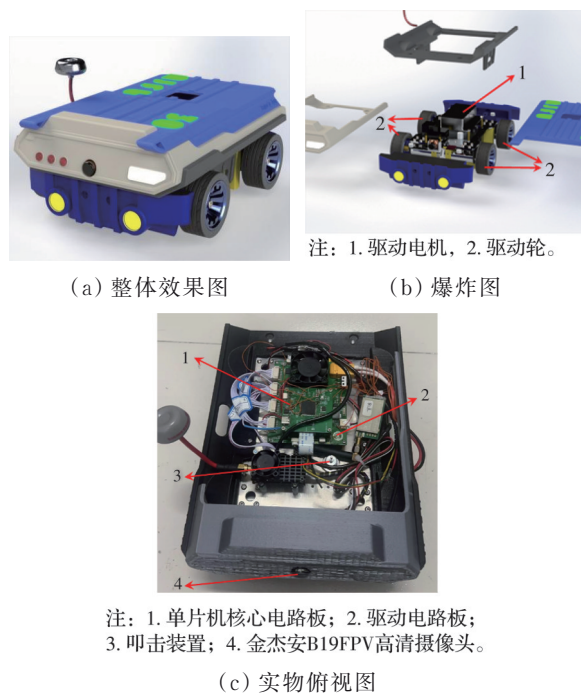 1
2
2
注：1. 驱动电机，2. 驱动轮。
（a）整体效果图
（b）爆炸图
1
2
3
4
注：1. 单片机核心电路板；2. 驱动电路板；
3. 叩击装置；4. 金杰安B19FPV高清摄像头。
（c）实物俯视图